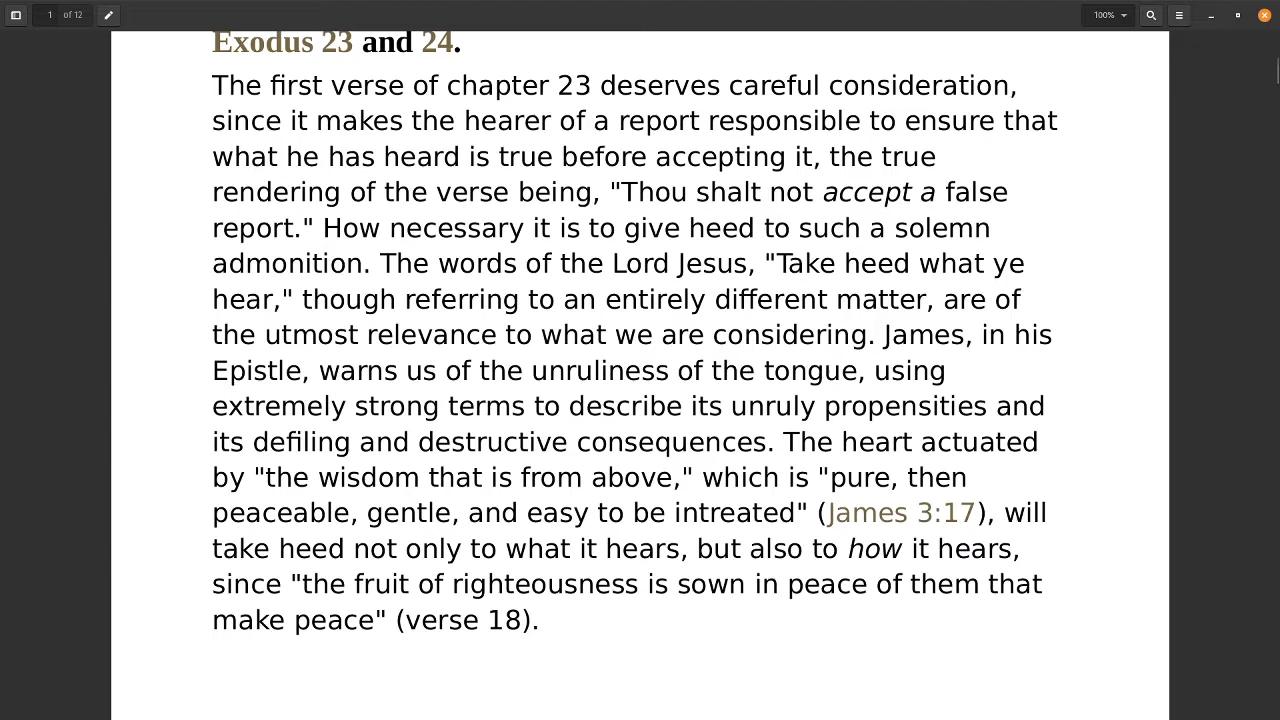 1 of 12
100%
Exodus 23 and 24.
The first verse of chapter 23 deserves careful consideration,
since it makes the hearer of a report responsible to ensure that
what he has heard is true before accepting it, the true
rendering of the verse being, "Thou shalt not accept a false
report." How necessary it is to give heed to such a solemn
admonition. The words of the Lord Jesus, "Take heed what ye
hear," though referring to an entirely different matter, are of
the utmost relevance to what we are considering. James, in his
Epistle, warns us of the unruliness of the tongue, using
extremely strong terms to describe its unruly propensities and
its defiling and destructive consequences. The heart actuated
by "the wisdom that is from above," which is "pure, then
peaceable, gentle, and easy to be intreated" (James 3:17), will
take heed not only to what it hears, but also to how it hears,
since "the fruit of righteousness is sown in peace of them that
make peace" (verse 18).